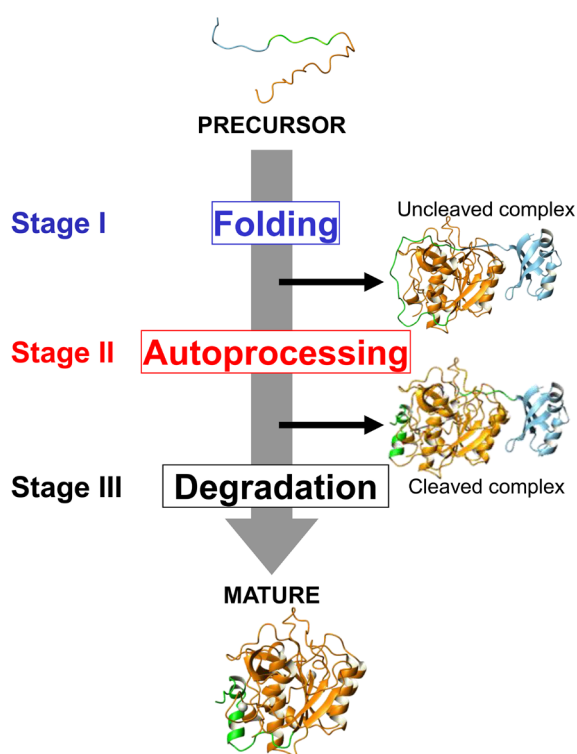 PRECURSOR
Stage I
Folding
Uncleaved complex
Stage II
Autoprocessing
Stage III
Degradation
Cleaved complex
MATURE